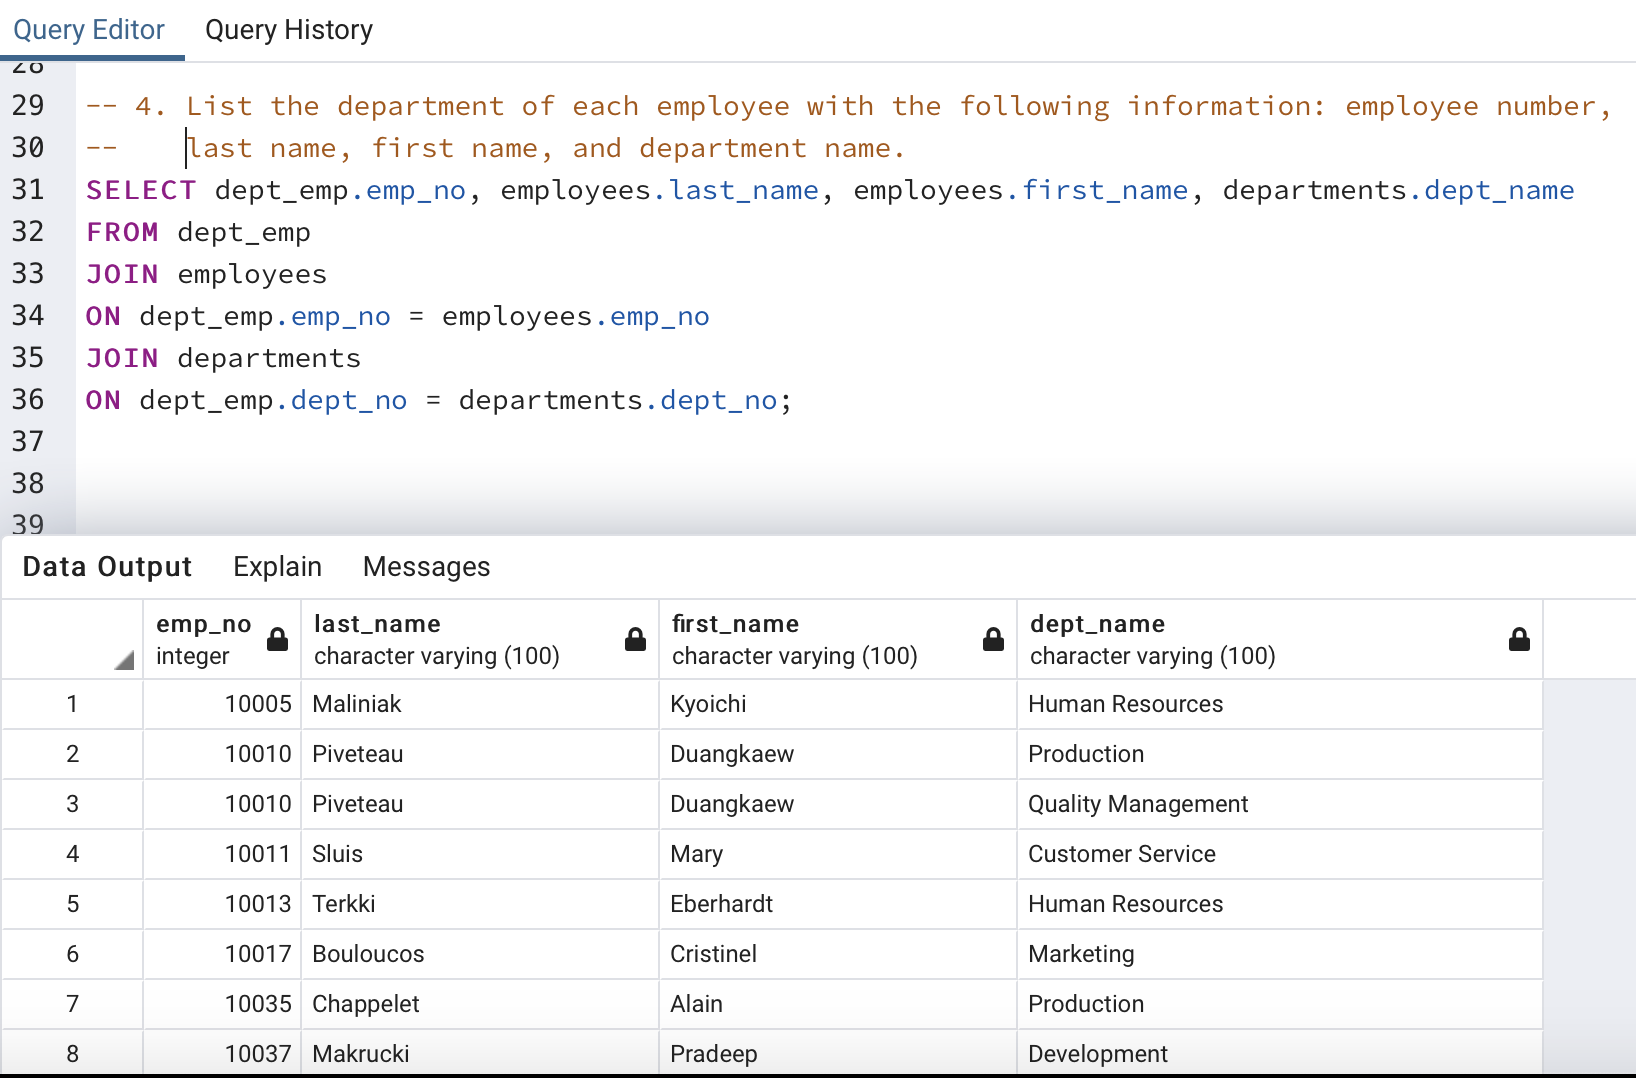 Query Editor Query History
28
29 -- 4. List the department of each employee with the following information: employee number,
30 -- last name, first name, and department name.
31 SELECT dept_emp.emp_no, employees.last_name, employees.first_name, departments.dept_name
32 FROM dept_emp
33 JOIN employees
34 ON dept_emp.emp_no = employees.emp_no
35 JOIN departments
36 ON dept_emp.dept_no = departments.dept_no;
37
38
39
Data Output Explain Messages
emp_no last_name first_name dept_name
integer character varying (100) character varying (100) character varying (100)
1 10005 Maliniak Kyoichi Human Resources
2 10010 Piveteau Duangkaew Production
3 10010 Piveteau Duangkaew Quality Management
4 10011 Sluis Mary Customer Service
5 10013 Terkki Eberhardt Human Resources
6 10017 Bouloucos Cristinel Marketing
7 10035 Chappelet Alain Production
8 10037 Makrucki Pradeep Development